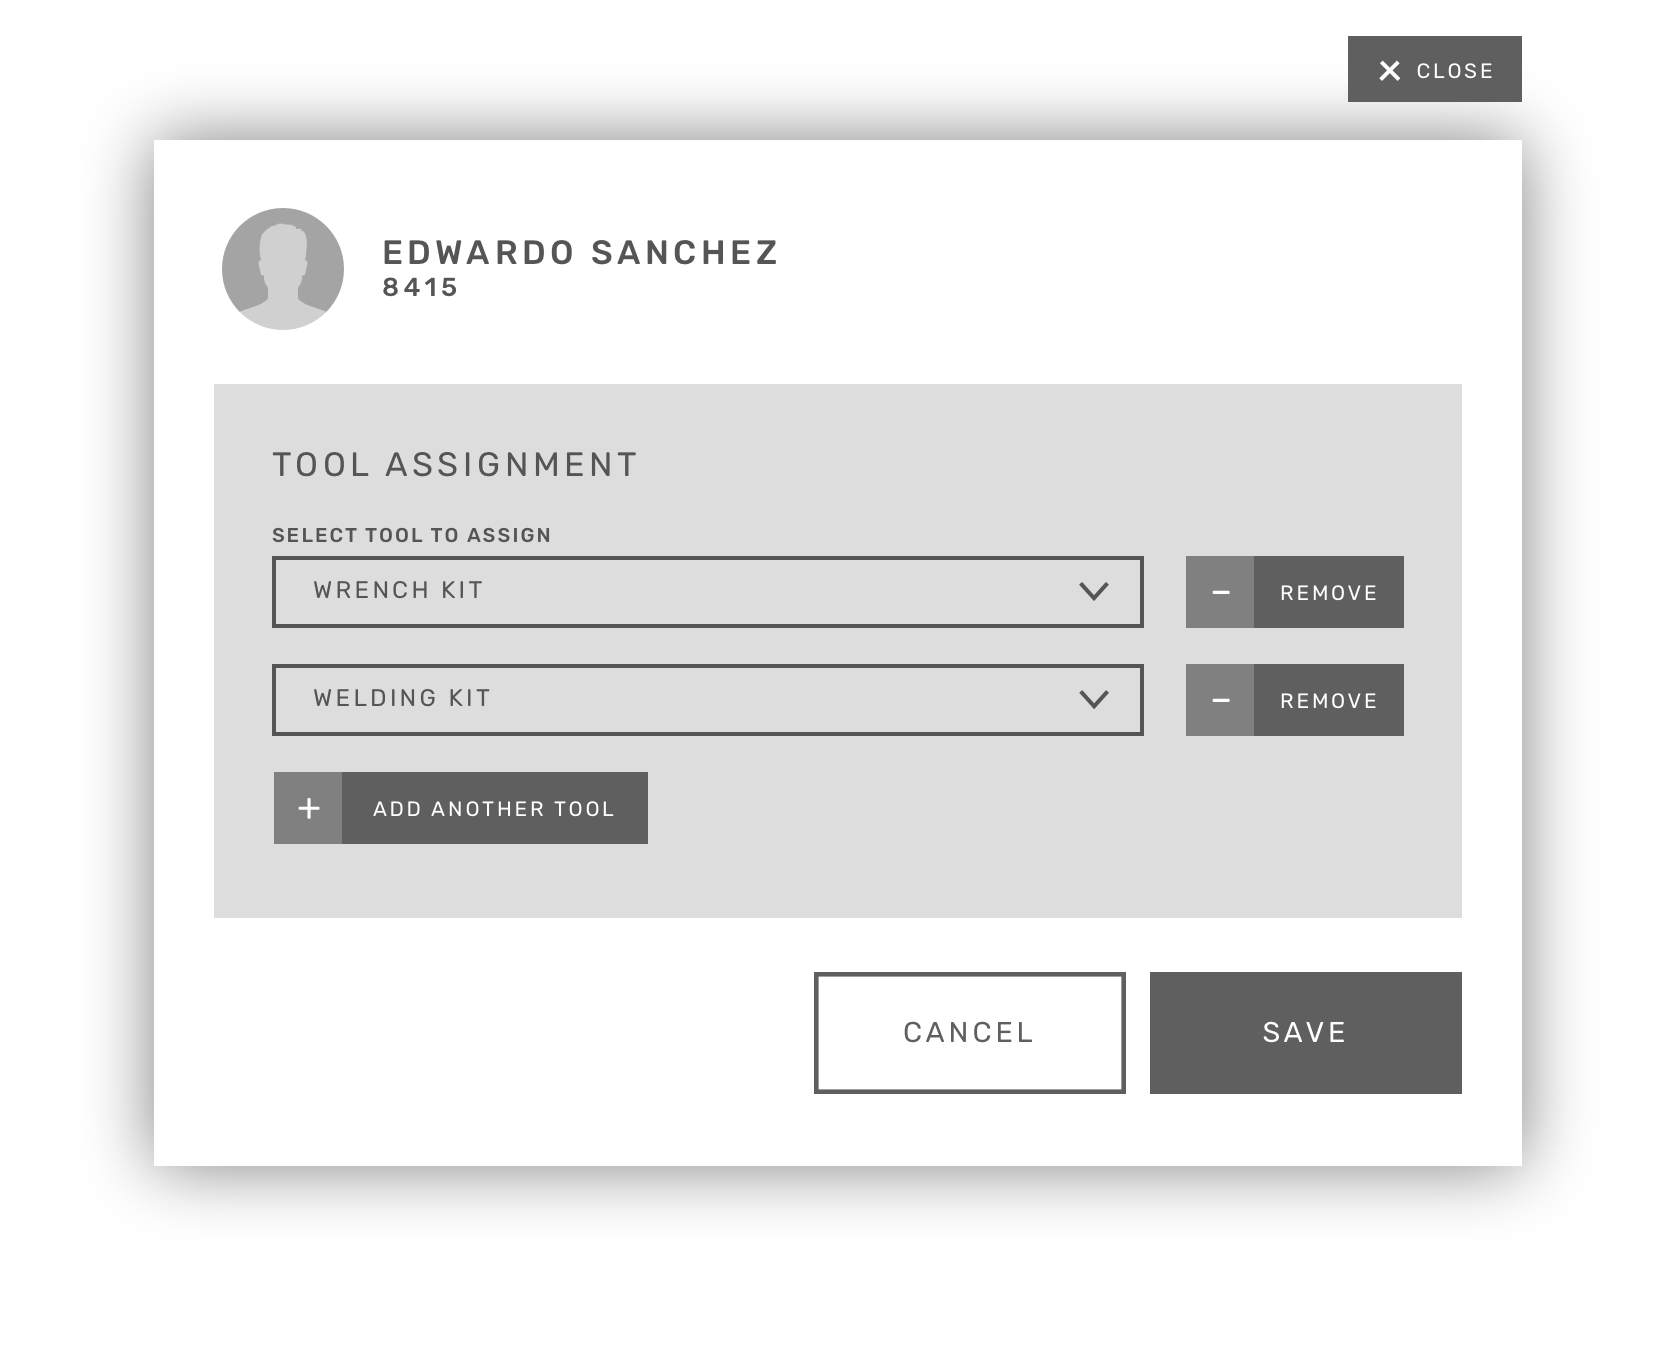 CLOSE
EDWARDO SANCHEZ
8415
TOOL ASSIGNMENT
SELECT TOOL TO ASSIGN
WRENCH KIT
REMOVE
WELDING KIT
REMOVE
ADD ANOTHER TOOL
CANCEL
SAVE